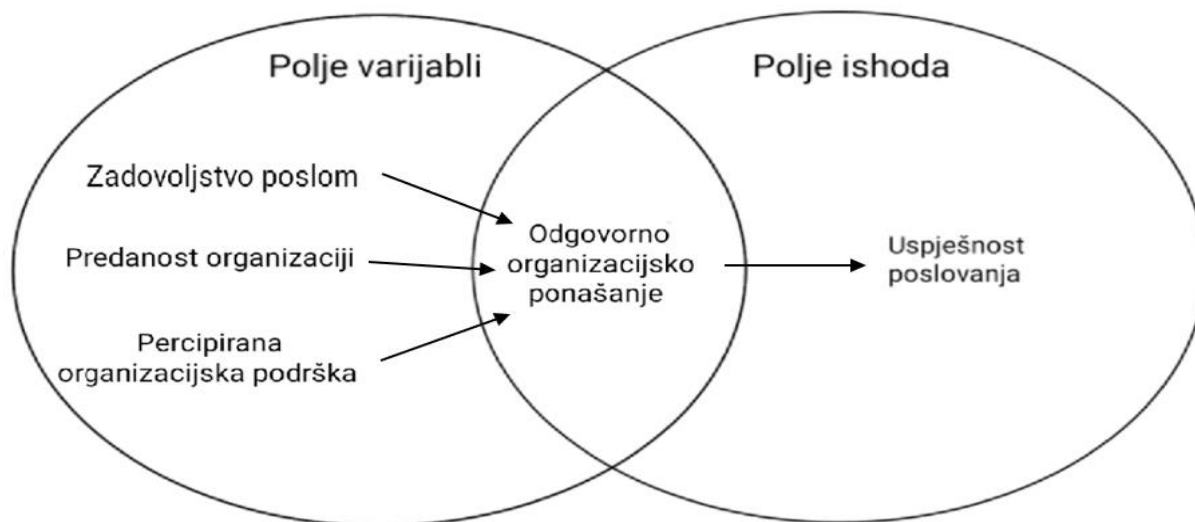 Polje varijabli
Polje ishoda
Zadovoljstvo poslom
Predanost organizaciji
Percipirana
organizacijska podrška
Odgovorno
organizacijsko
ponašanje
Uspješnost
poslovanja